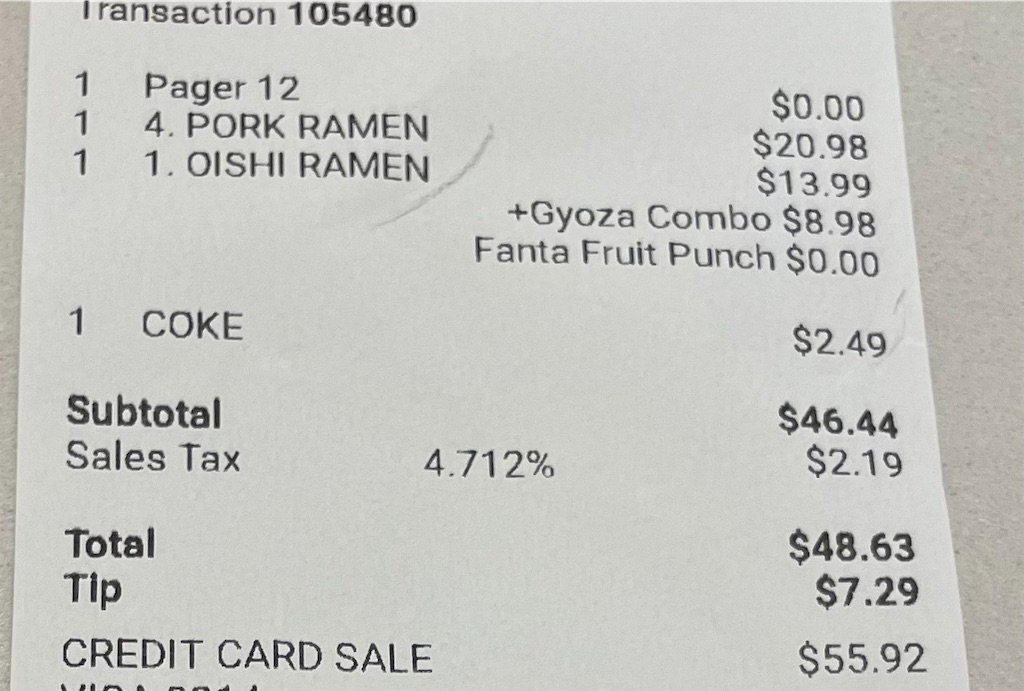 Transaction 105480
1 Pager 12 $0.00
1 4. PORK RAMEN $20.98
1 1. OISHI RAMEN $13.99
+Gyoza Combo $8.98
Fanta Fruit Punch $0.00
1 COKE $2.49
Subtotal $46.44
Sales Tax 4.712% $2.19
Total $48.63
Tip $7.29
CREDIT CARD SALE $55.92